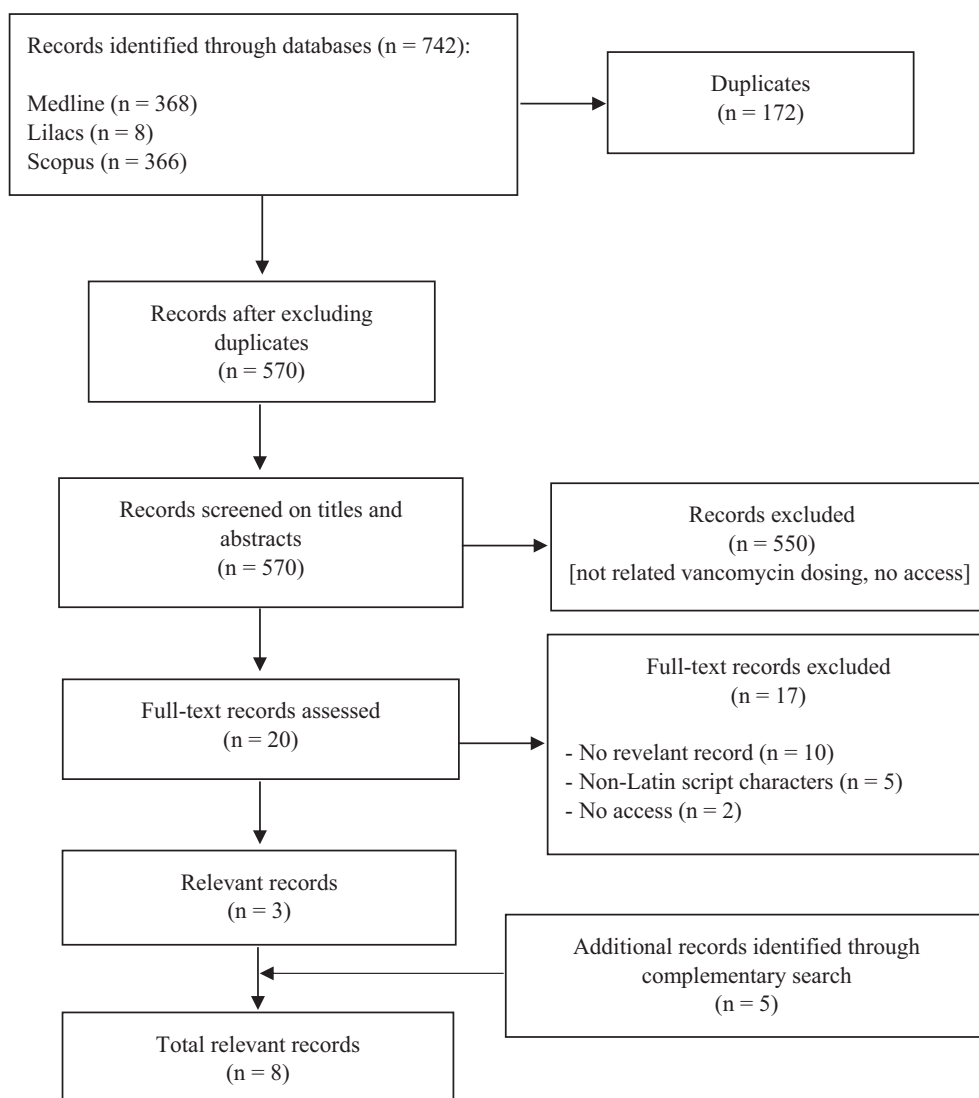 Records identified through databases (n = 742):
Medline (n = 368)
Lilacs (n = 8)
Scopus (n = 366)
Duplicates
(n = 172)
Records after excluding
duplicates
(n = 570)
Records screened on titles and
abstracts
(n = 570)
Records excluded
(n = 550)
[not related vancomycin dosing, no access]
Full-text records assessed
(n = 20)
Full-text records excluded
(n = 17)
- No revelant record (n = 10)
- Non-Latin script characters (n = 5)
- No access (n = 2)
Relevant records
(n = 3)
Additional records identified through
complementary search
(n = 5)
Total relevant records
(n = 8)